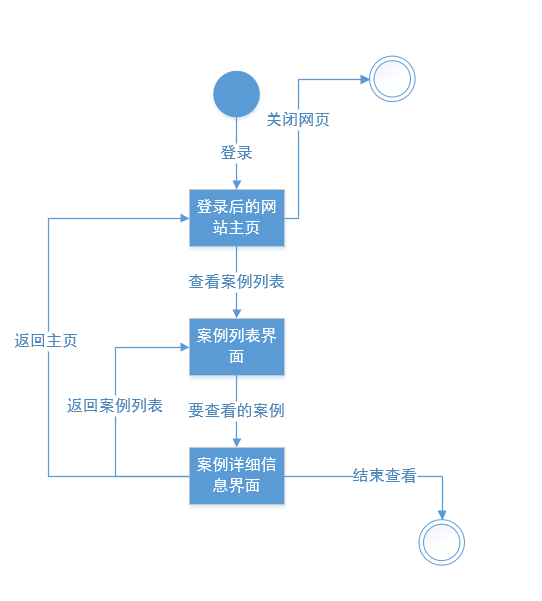 关闭网页
登录
登录后的网
站主页
查看案例列表
返回主页
案例列表界
面
返回案例列表
要查看的案例
案例详细信
息界面
结束查看